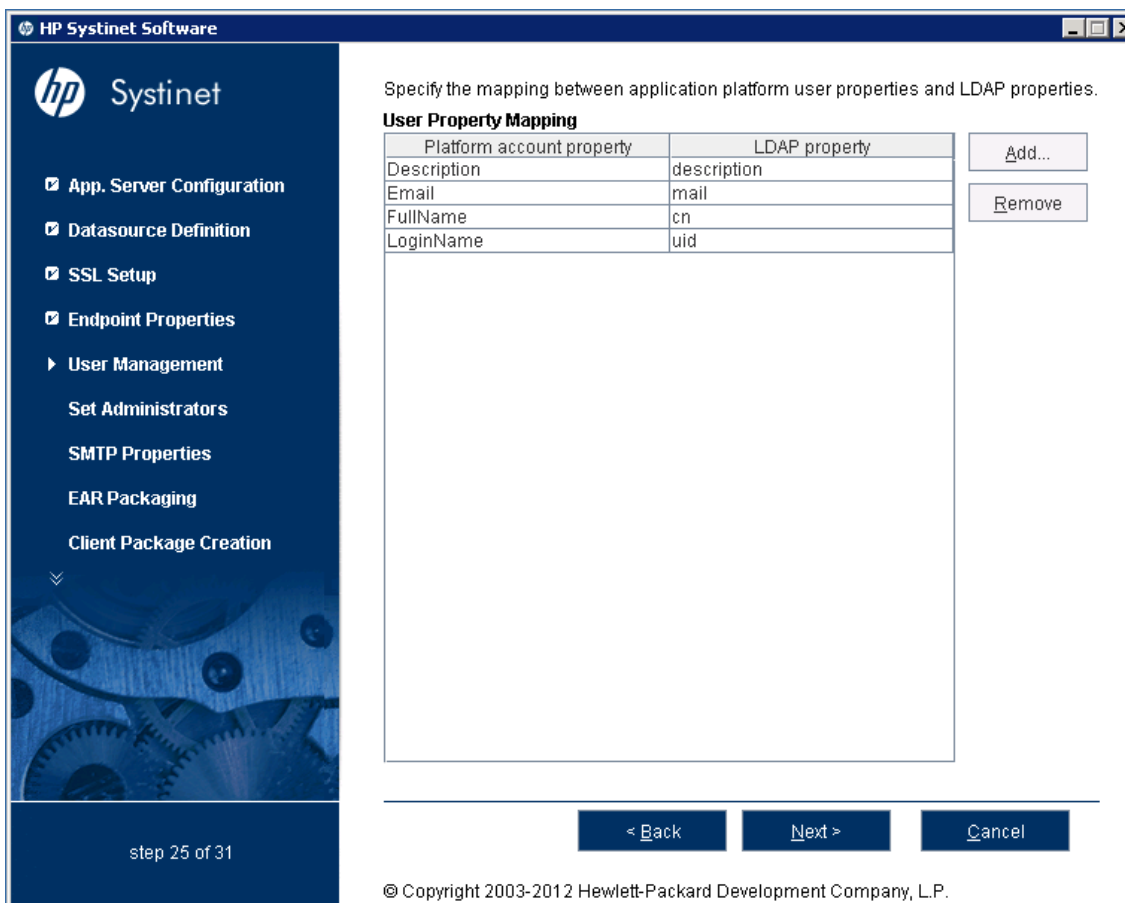 HP Systinet Software
hp Systinet
App. Server Configuration
Datasource Definition
SSL Setup
Endpoint Properties
User Management
Set Administrators
SMTP Properties
EAR Packaging
Client Package Creation
step 25 of 31
Specify the mapping between application platform user properties and LDAP properties.
User Property Mapping
Platform account property LDAP property
Description description
Email mail
FullName cn
LoginName uid
Add...
Remove
< Back Next > Cancel
© Copyright 2003-2012 Hewlett-Packard Development Company, L.P.